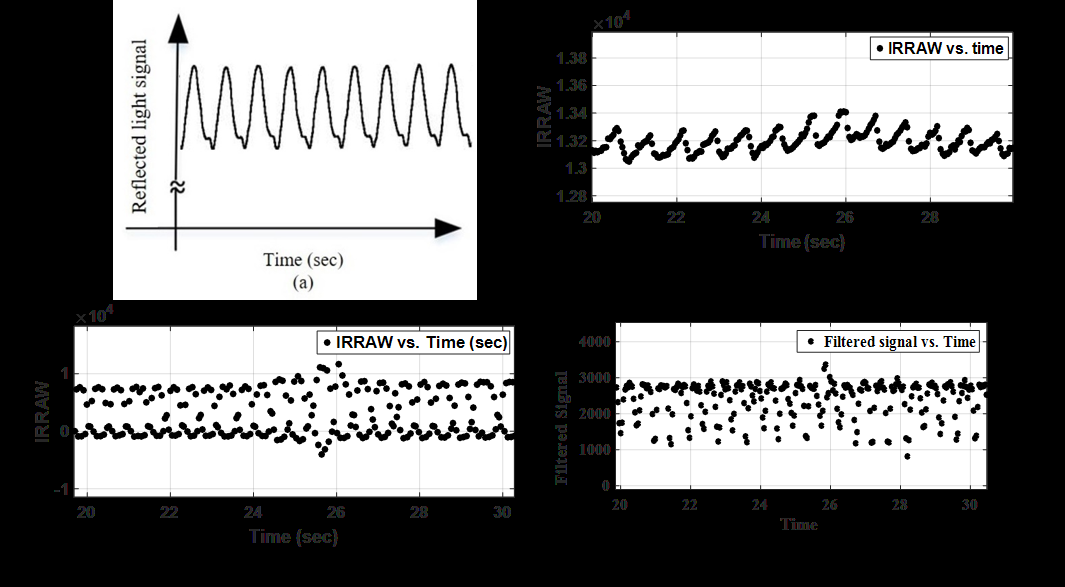 Reflected light signal
≈
Time (sec)
(a)
×10⁴
IRRAW vs. time
1.38
1.36
1.34
1.32
1.3
1.28
IRRAW
20 22 24 26 28
Time (sec)
×10⁴
IRRAW vs. Time (sec)
1
0
-1
IRRAW
20 22 24 26 28 30
Time (sec)
Filtered signal vs. Time
4000
3000
2000
1000
0
Filtered Signal
20 22 24 26 28 30
Time